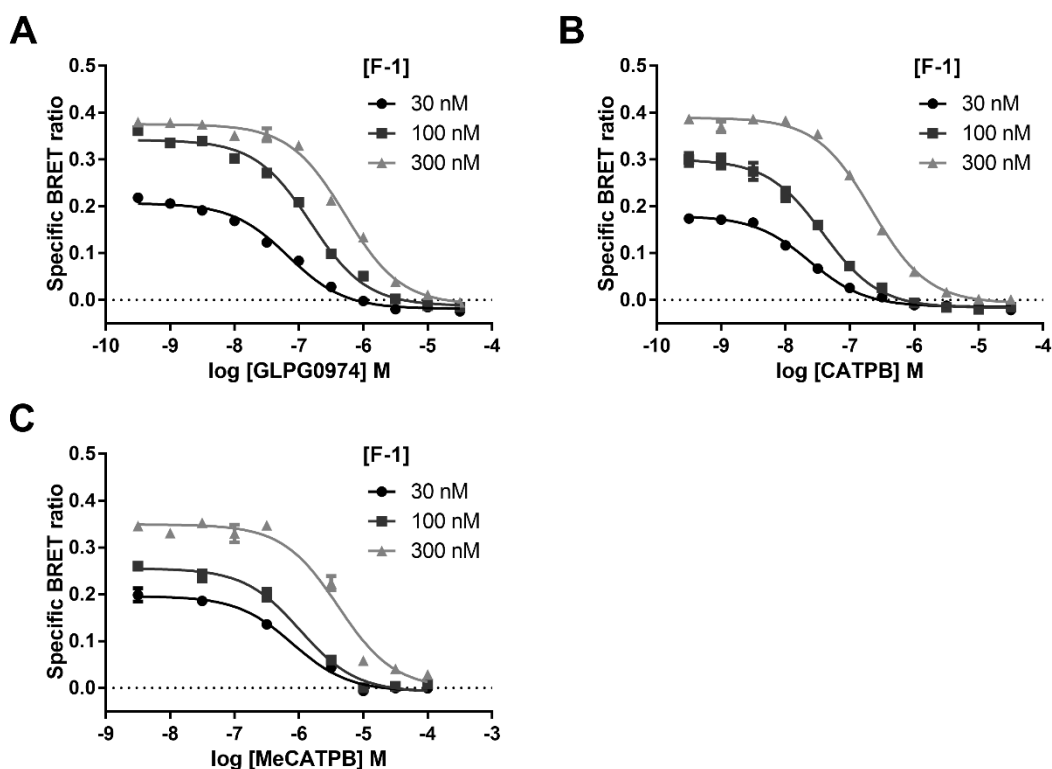 A
[F-1]
30 nM
100 nM
300 nM
Specific BRET ratio
0.5
0.4
0.3
0.2
0.1
0.0
-10
-9
-8
-7
-6
-5
-4
log [GLPG0974] M
B
[F-1]
30 nM
100 nM
300 nM
Specific BRET ratio
0.5
0.4
0.3
0.2
0.1
0.0
-10
-9
-8
-7
-6
-5
-4
log [CATPB] M
C
[F-1]
30 nM
100 nM
300 nM
Specific BRET ratio
0.5
0.4
0.3
0.2
0.1
0.0
-9
-8
-7
-6
-5
-4
-3
log [MeCATPB] M